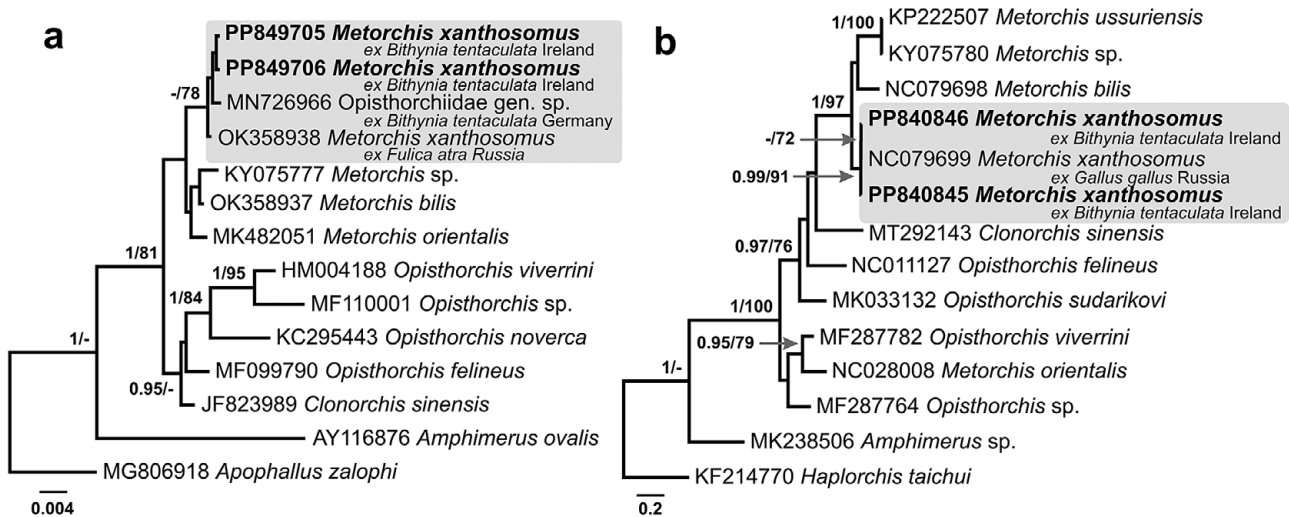 a
PP849705 Metorchis xanthosomus
ex Bithynia tentaculata Ireland
PP849706 Metorchis xanthosomus
ex Bithynia tentaculata Ireland
-/78
MN726966 Opisthorchiidae gen. sp.
ex Bithynia tentaculata Germany
OK358938 Metorchis xanthosomus
ex Fulica atra Russia
KY075777 Metorchis sp.
OK358937 Metorchis bilis
MK482051 Metorchis orientalis
1/81
1/95
HM004188 Opisthorchis viverrini
1/84
MF110001 Opisthorchis sp.
KC295443 Opisthorchis noverca
1/-
MF099790 Opisthorchis felineus
0.95/-
JF823989 Clonorchis sinensis
AY116876 Amphimerus ovalis
MG806918 Apophallus zalophi
0.004
b
1/100
KP222507 Metorchis ussuriensis
KY075780 Metorchis sp.
1/97
NC079698 Metorchis bilis
PP840846 Metorchis xanthosomus
ex Bithynia tentaculata Ireland
-/72
NC079699 Metorchis xanthosomus
ex Gallus gallus Russia
0.99/91
PP840845 Metorchis xanthosomus
ex Bithynia tentaculata Ireland
MT292143 Clonorchis sinensis
0.97/76
NC011127 Opisthorchis felineus
MK033132 Opisthorchis sudarikovi
1/100
MF287782 Opisthorchis viverrini
0.95/79
NC028008 Metorchis orientalis
1/-
MF287764 Opisthorchis sp.
MK238506 Amphimerus sp.
KF214770 Haplorchis taichui
0.2